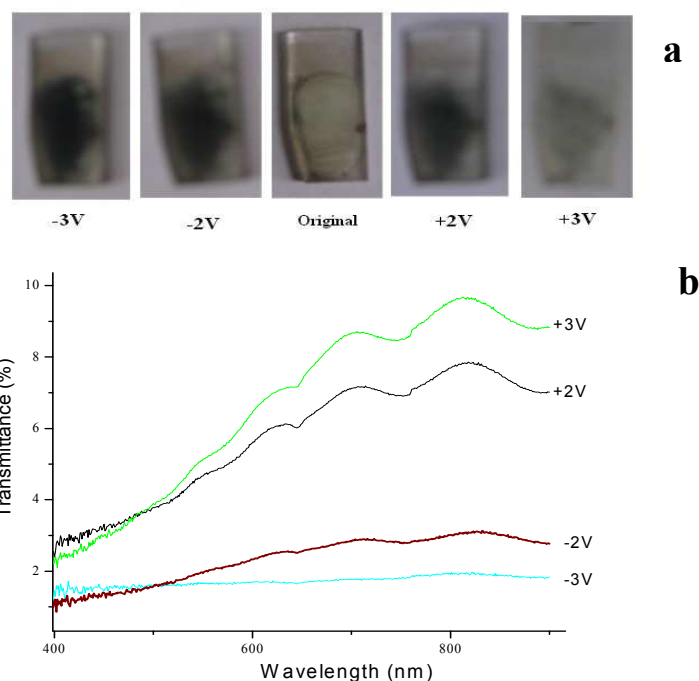 a
-3V
-2V
Original
+2V
+3V
b
10
8
6
4
2
400
600
800
Transmittance (%)
Wavelength (nm)
+3V
+2V
-2V
-3V